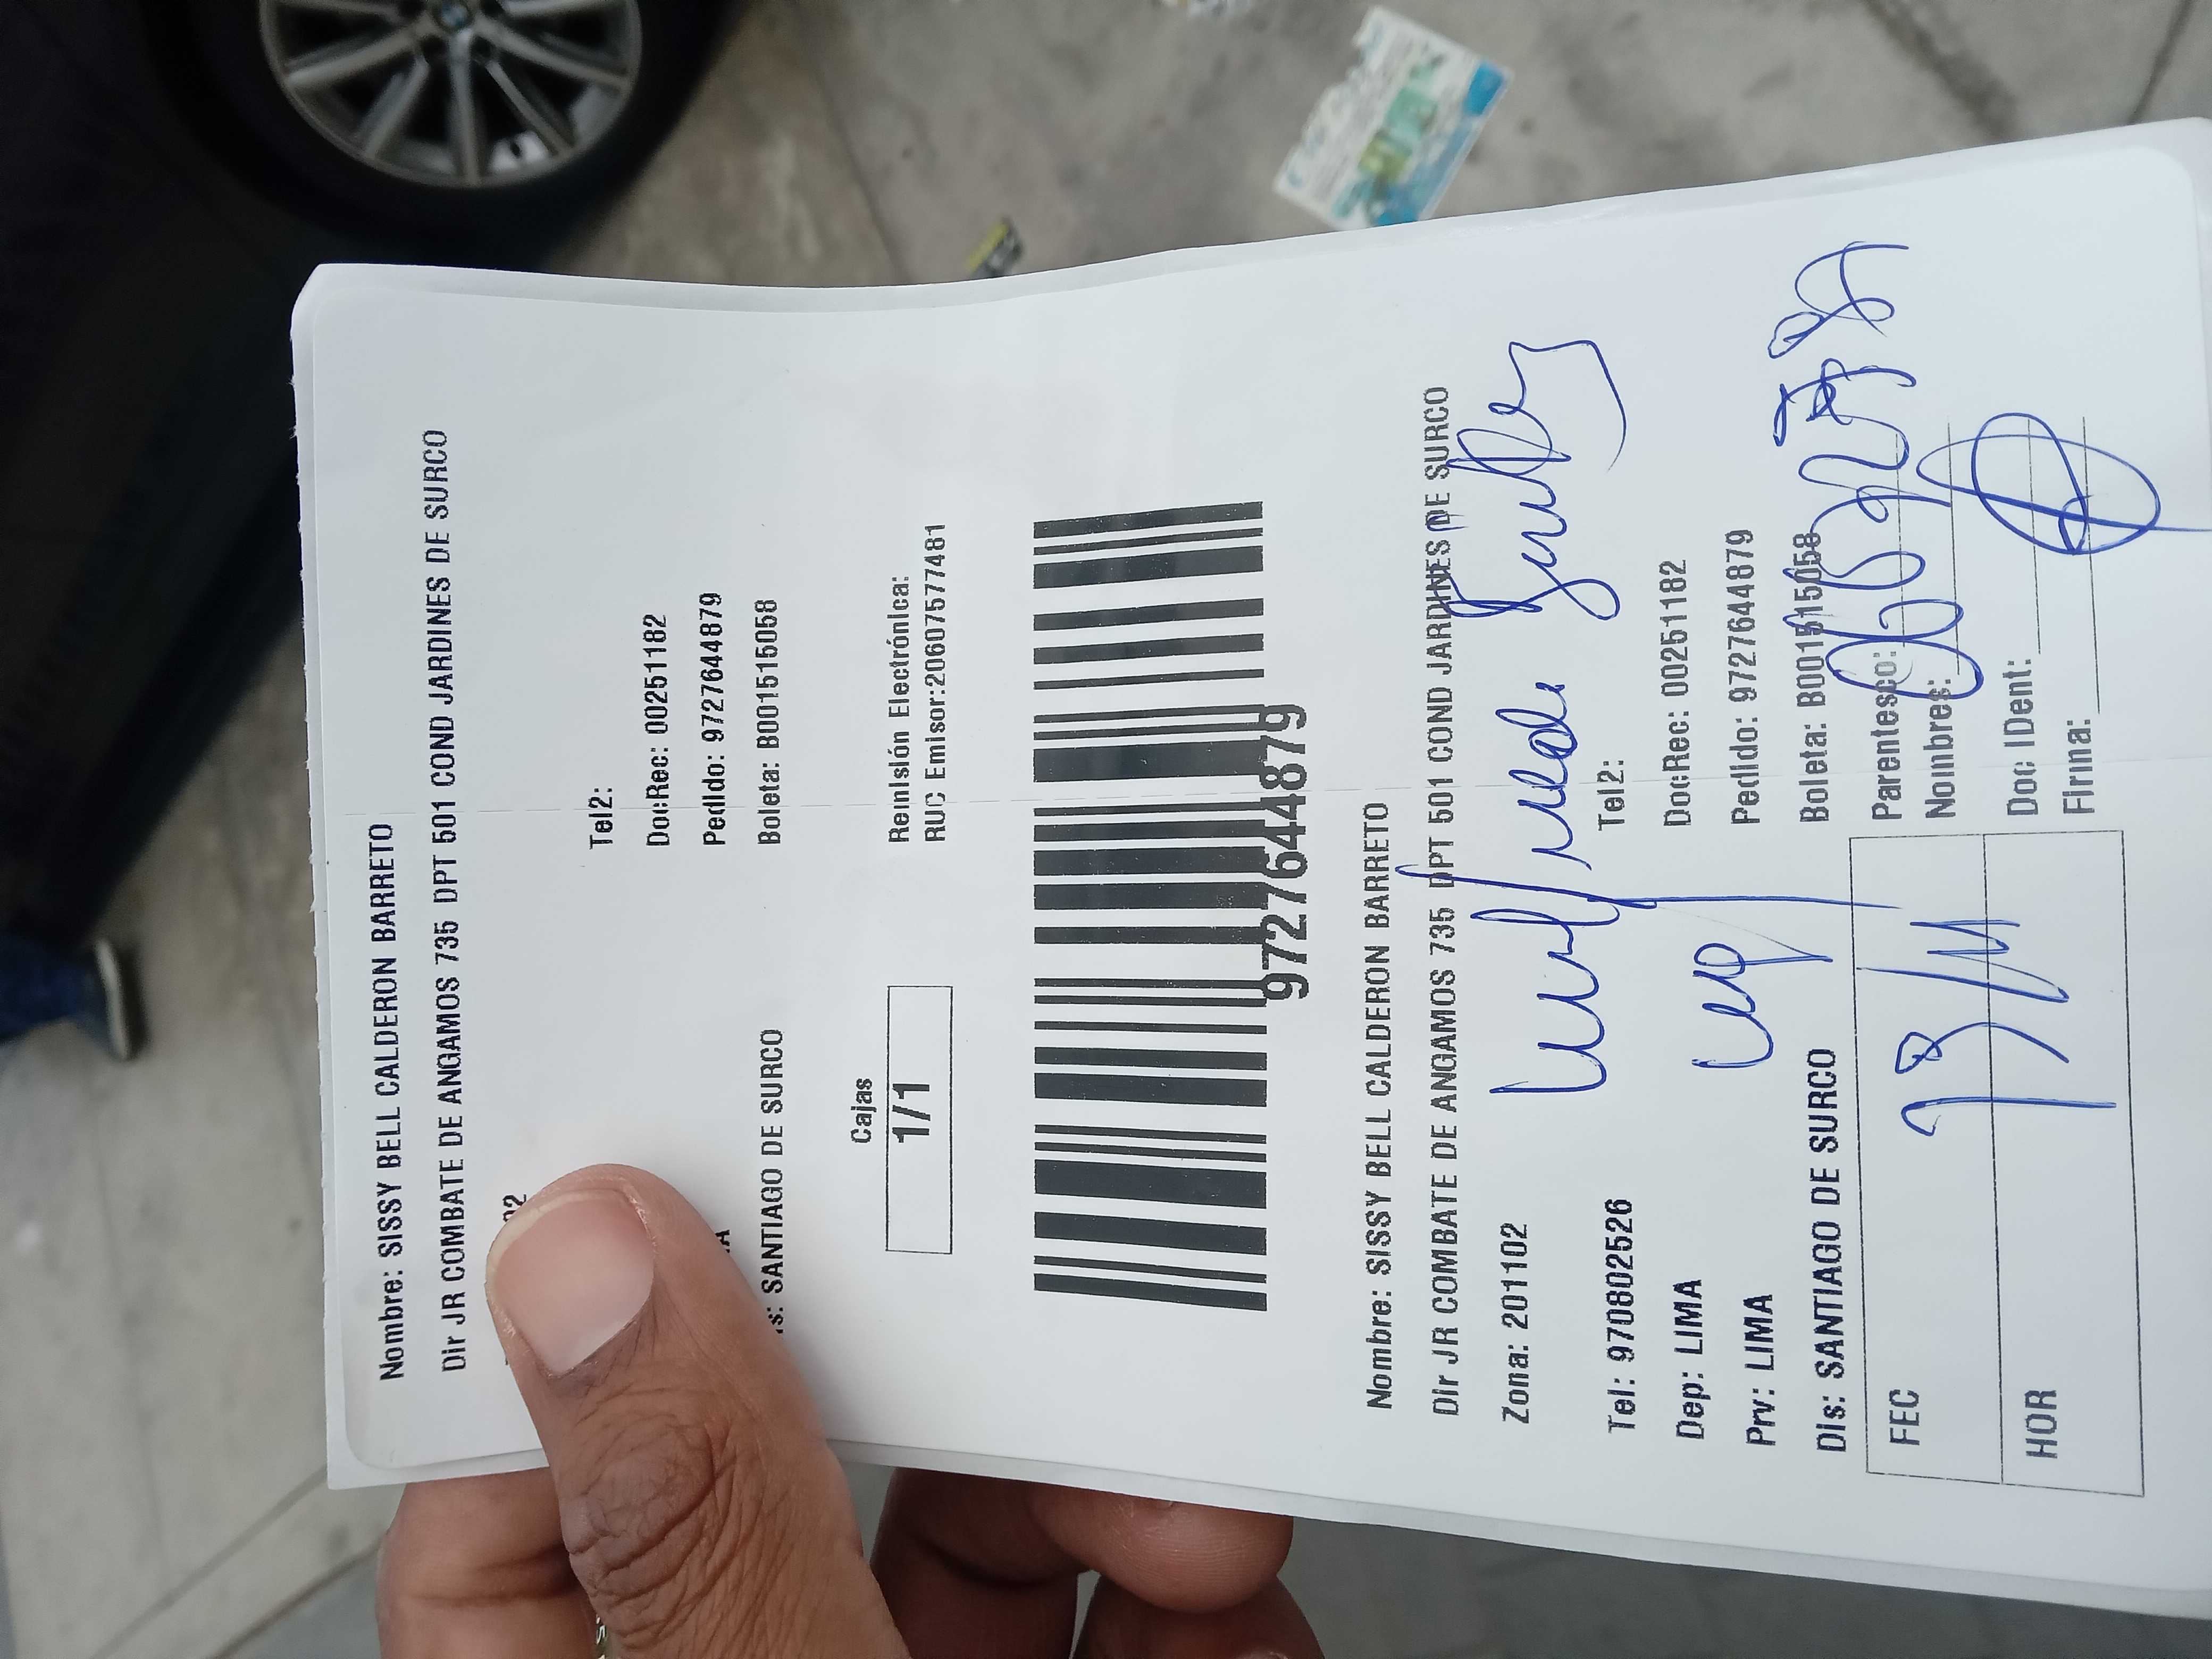 Nombre: SISSY BELL CALDERON BARRETO
Dir JR COMBATE DE ANGAMOS 735 DPT 501 COND JARDINES DE SURCO
Tel2:
DocRec: 00251182
Pedido: 9727644879
Boleta: B001515058
SANTIAGO DE SURCO
Cajas
1/1
Reinisión Electrónica:
RUC Emisor:20607577481
9727644879
Nombre: SISSY BELL CALDERON BARRETO
Dir JR COMBATE DE ANGAMOS 735 DPT 501 COND JARDINES DE SURCO
Zona: 201102
Tel: 970802526 Tel2:
Dep: LIMA DocRec: 00251182
Prv: LIMA Pedido: 9727644879
Dis: SANTIAGO DE SURCO Boleta: B001515058
FEC Parentesco:
Nombres:
HOR Doc IDent:
Firma: